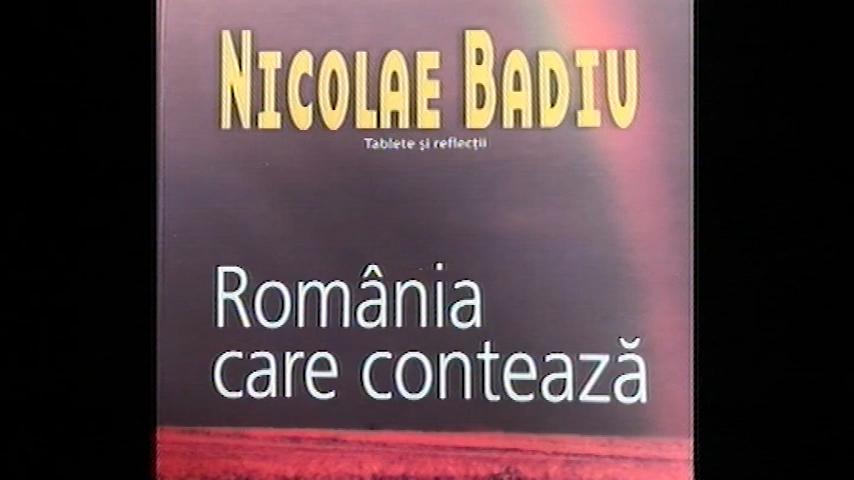 NICOLAE BADIU
Tablete și reflecții
România
care contează